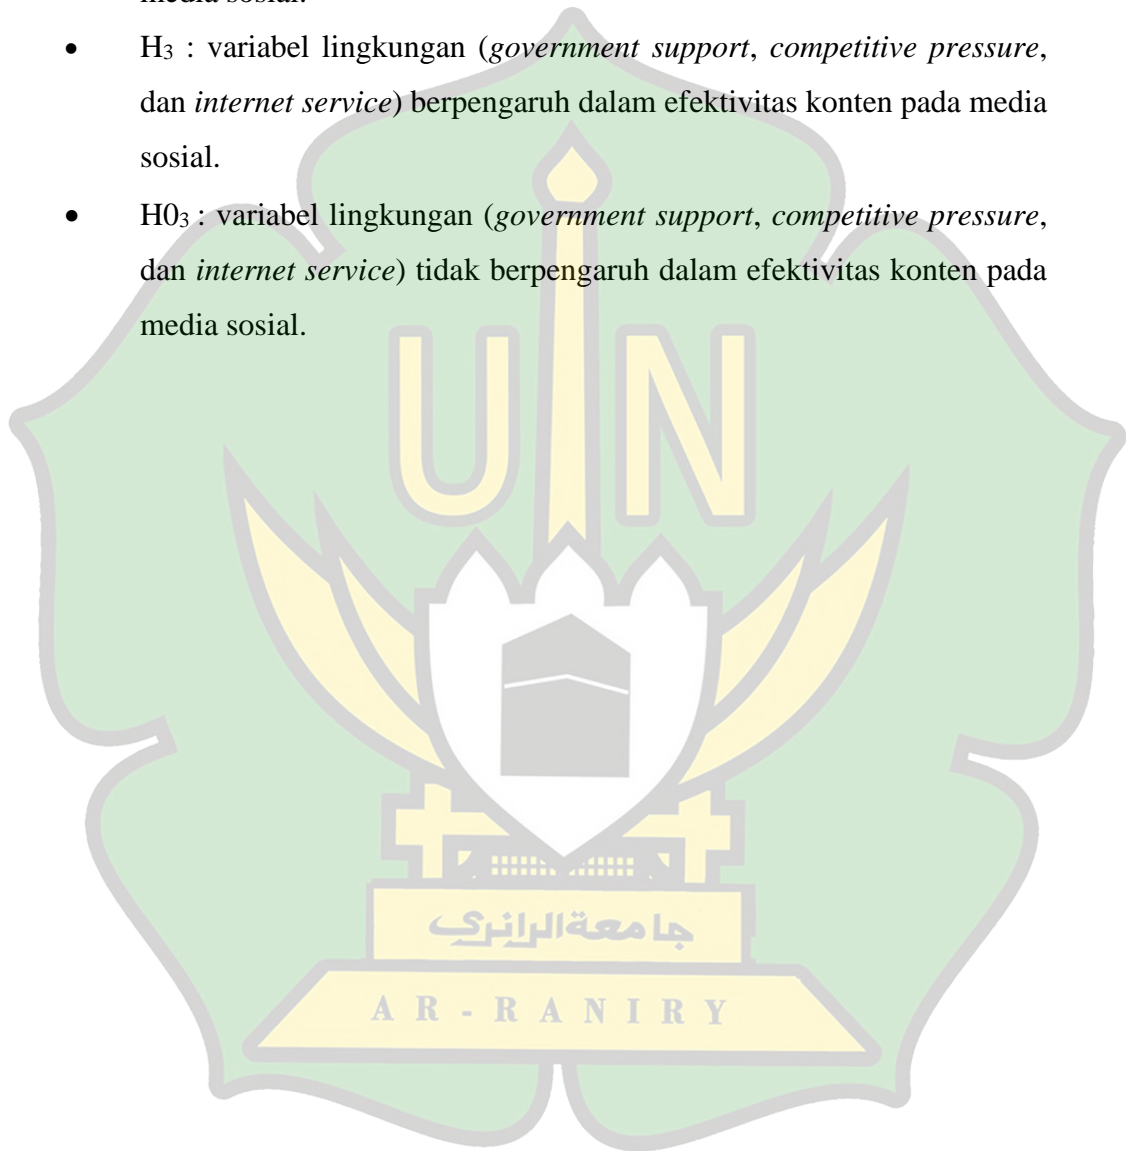 media sosial.
• H₃ : variabel lingkungan (government support, competitive pressure,
dan internet service) berpengaruh dalam efektivitas konten pada media
sosial.
• H0₃ : variabel lingkungan (government support, competitive pressure,
dan internet service) tidak berpengaruh dalam efektivitas konten pada
media sosial.
UIN
جامعةالرانري
AR-RANIRY